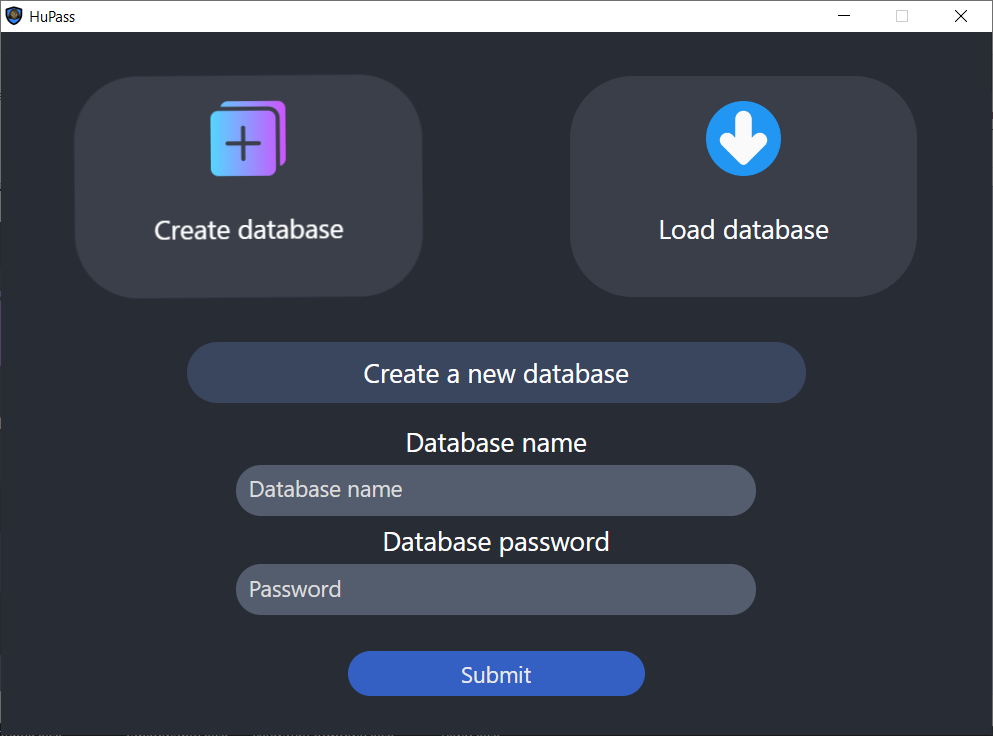 HuPass
Create database
Load database
Create a new database
Database name
Database name
Database password
Password
Submit